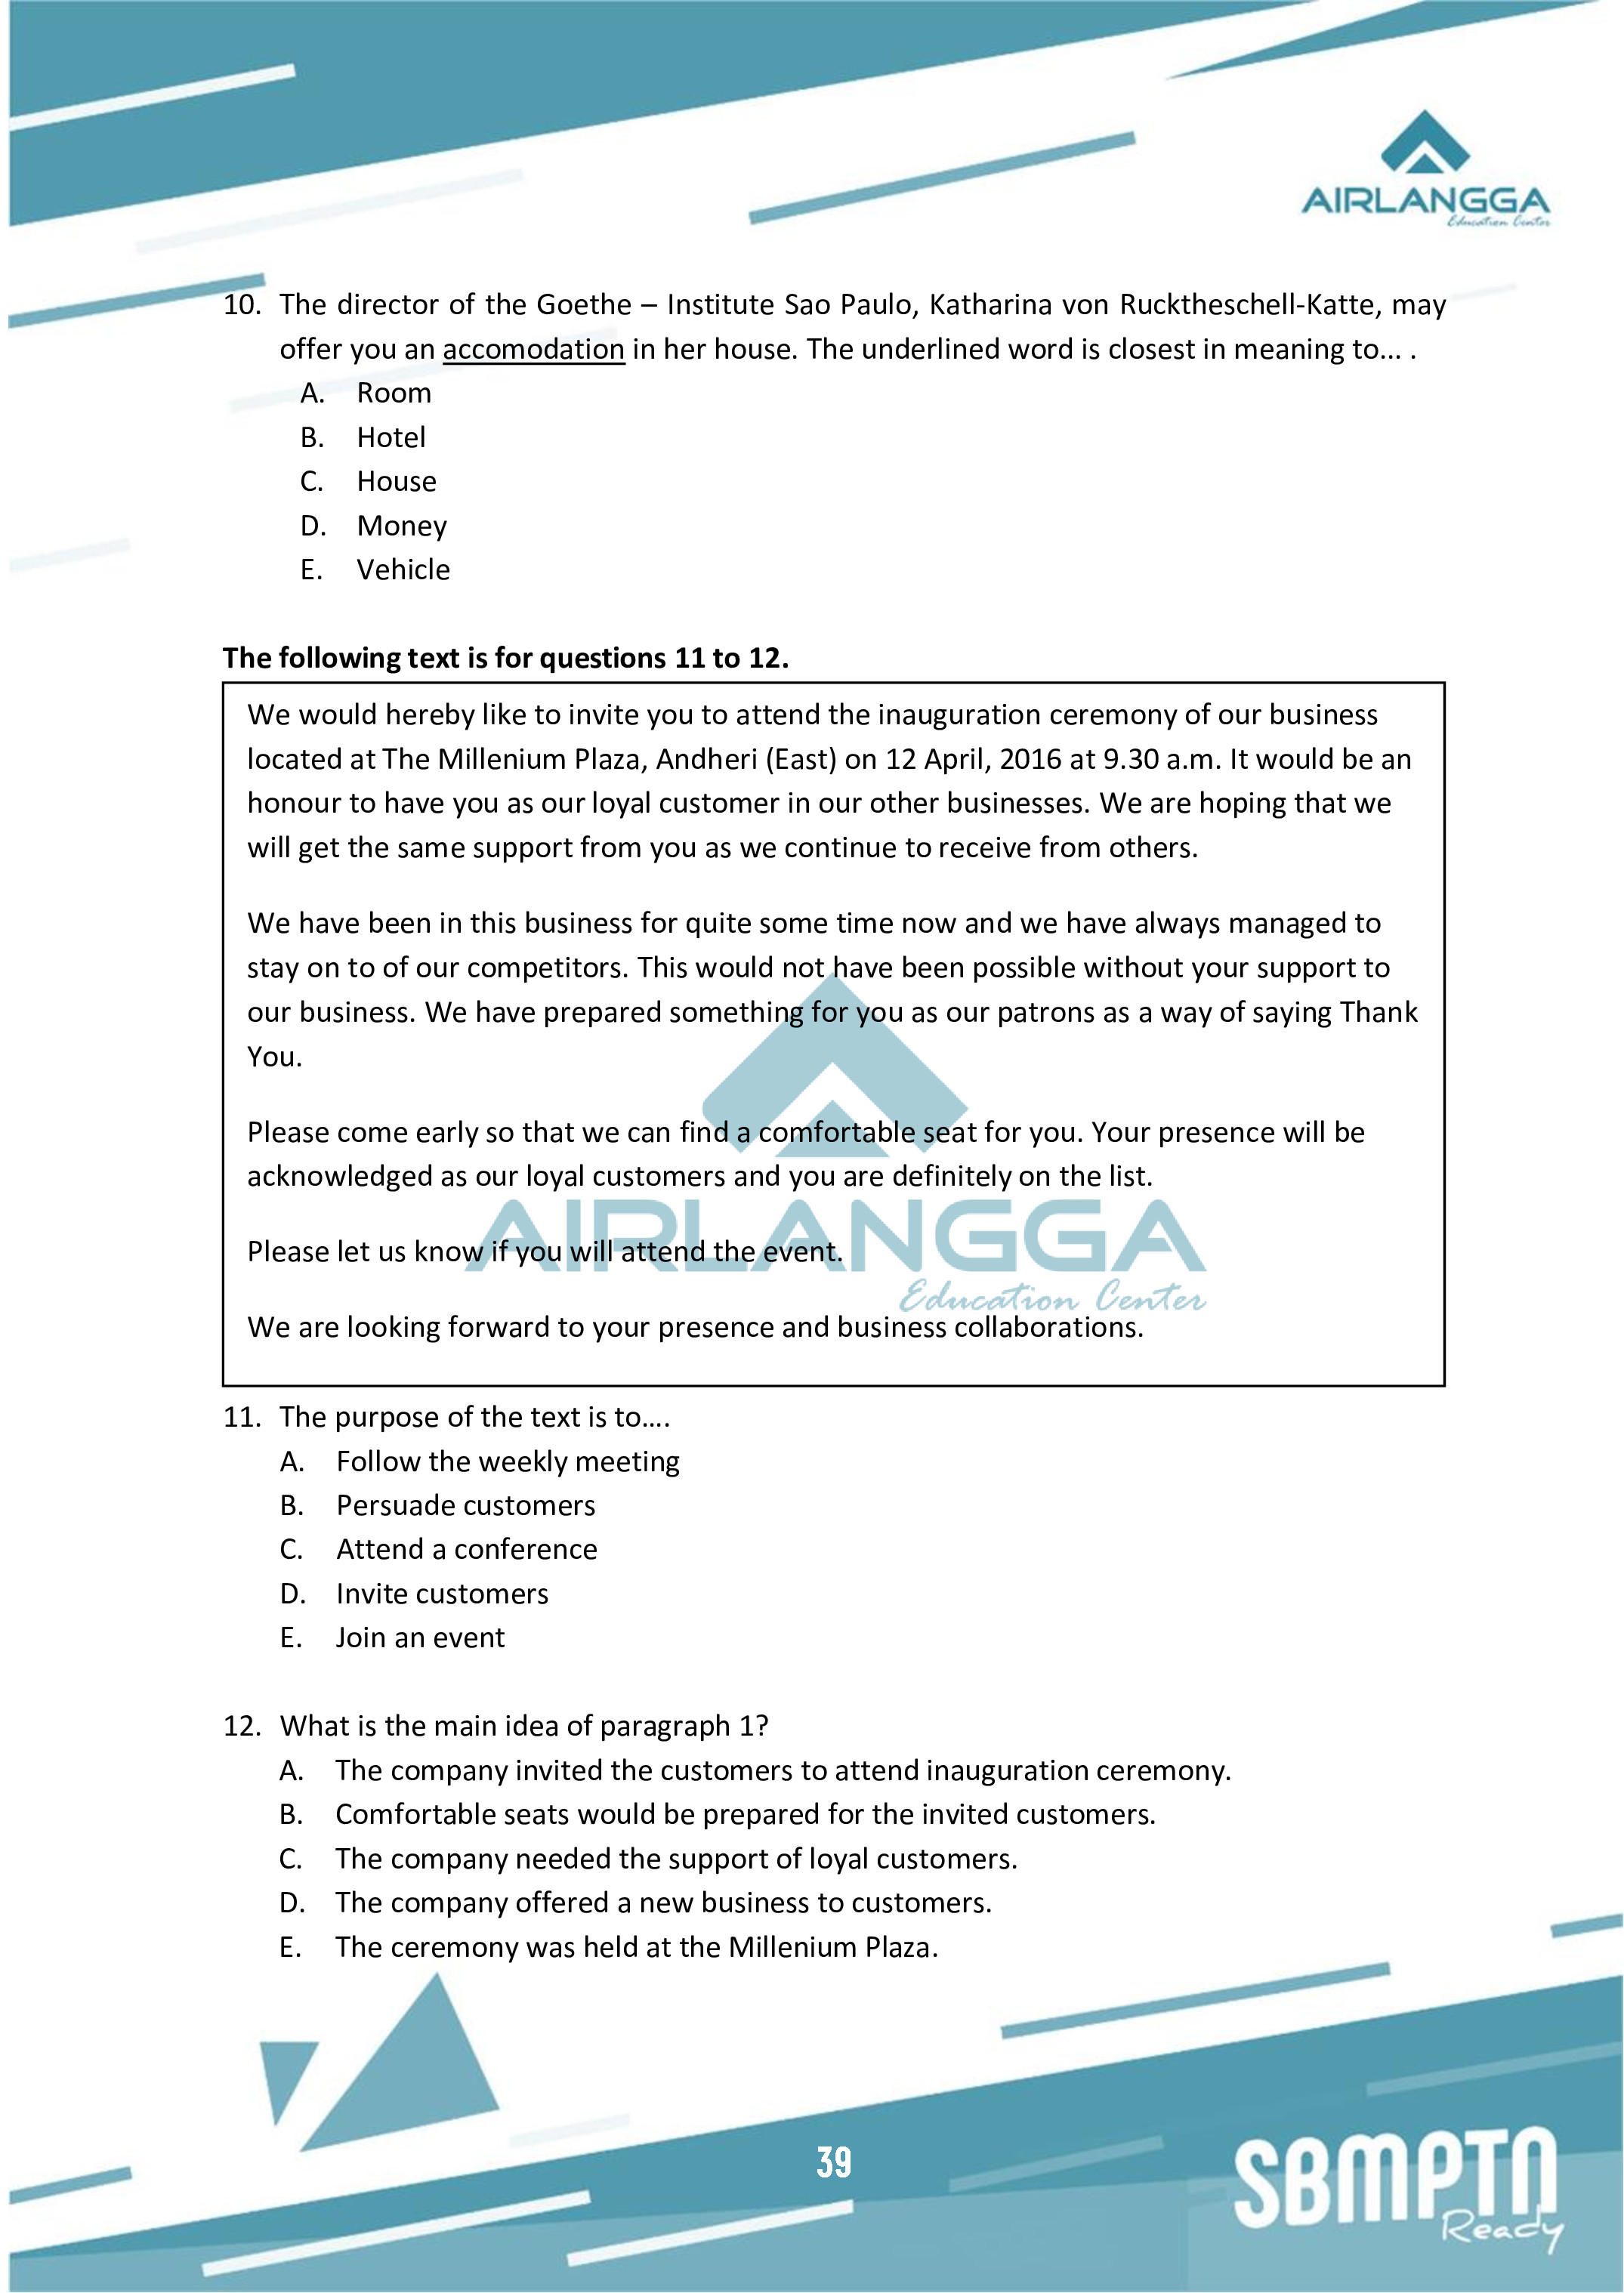 AIRLANGGA
Education Center
10. The director of the Goethe – Institute Sao Paulo, Katharina von Rucktheschell-Katte, may
offer you an accomodation in her house. The underlined word is closest in meaning to... .
A. Room
B. Hotel
C. House
D. Money
E. Vehicle
The following text is for questions 11 to 12.
We would hereby like to invite you to attend the inauguration ceremony of our business
located at The Millenium Plaza, Andheri (East) on 12 April, 2016 at 9.30 a.m. It would be an
honour to have you as our loyal customer in our other businesses. We are hoping that we
will get the same support from you as we continue to receive from others.
We have been in this business for quite some time now and we have always managed to
stay on to of our competitors. This would not have been possible without your support to
our business. We have prepared something for you as our patrons as a way of saying Thank
You.
Please come early so that we can find a comfortable seat for you. Your presence will be
acknowledged as our loyal customers and you are definitely on the list.
AIRLANGGA
Please let us know if you will attend the event.
Education Center
We are looking forward to your presence and business collaborations.
11. The purpose of the text is to....
A. Follow the weekly meeting
B. Persuade customers
C. Attend a conference
D. Invite customers
E. Join an event
12. What is the main idea of paragraph 1?
A. The company invited the customers to attend inauguration ceremony.
B. Comfortable seats would be prepared for the invited customers.
C. The company needed the support of loyal customers.
D. The company offered a new business to customers.
E. The ceremony was held at the Millenium Plaza.
39
SBMPTN
Ready